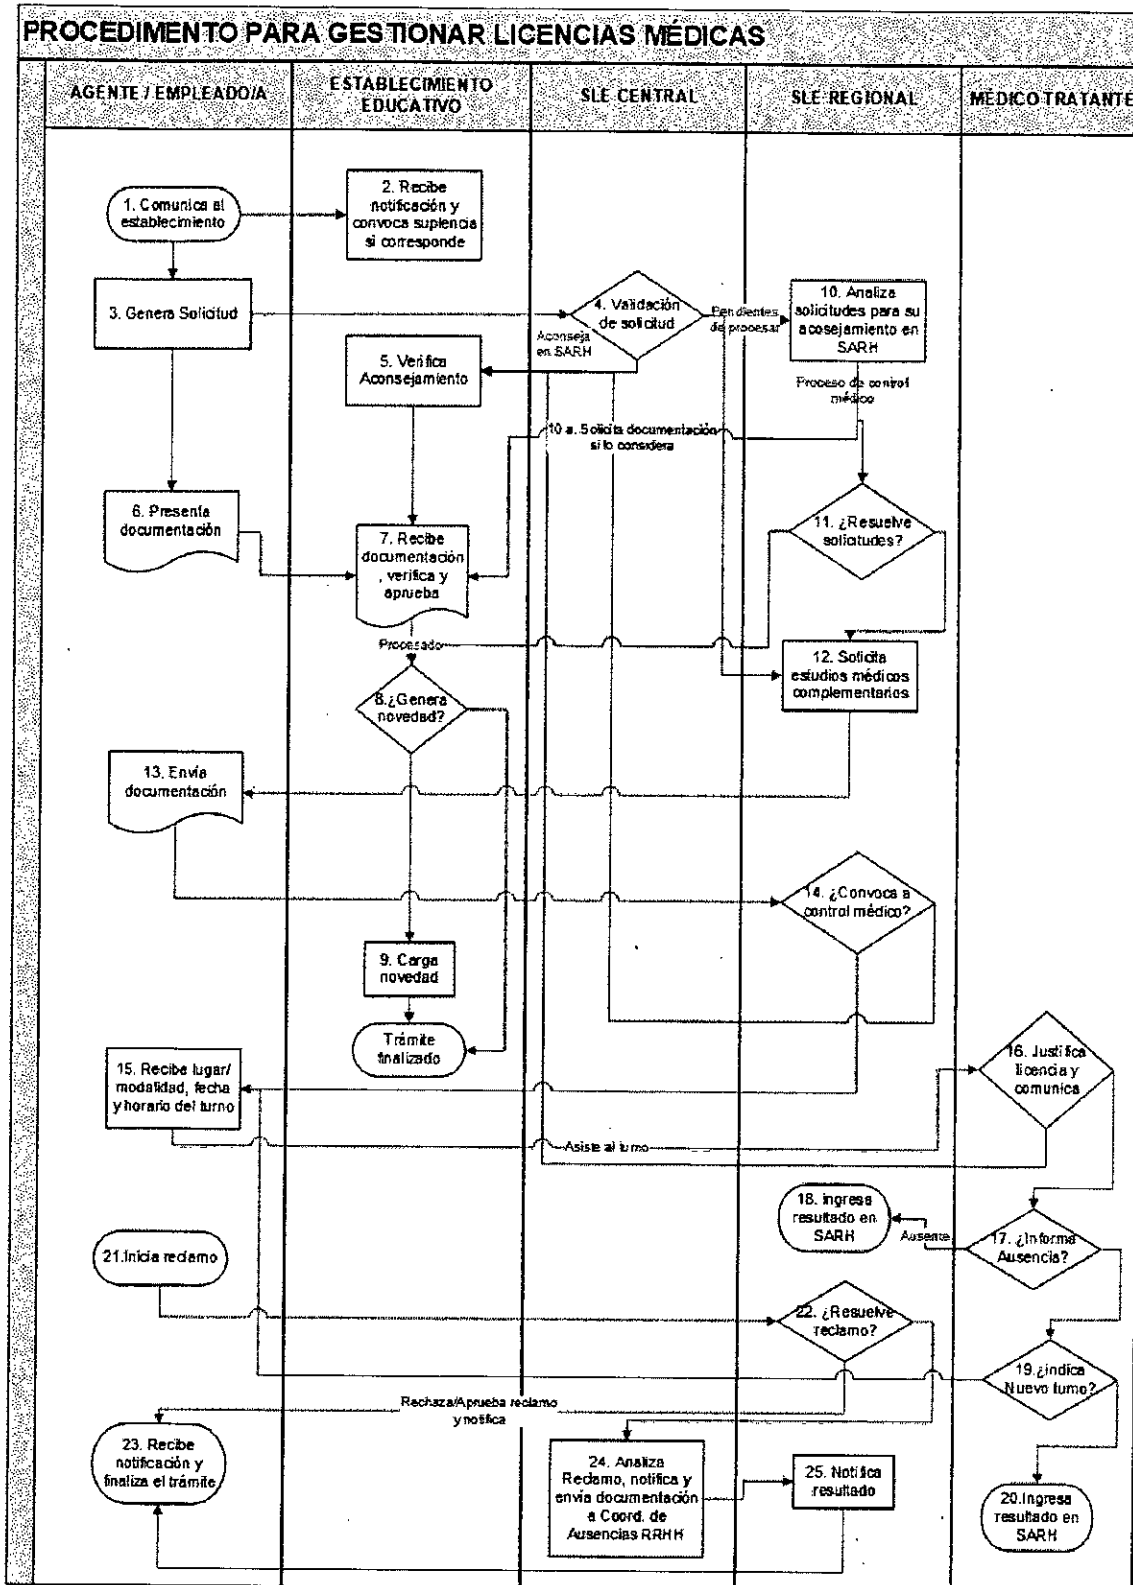 PROCEDIMENTO PARA GESTIONAR LICENCIAS MÉDICAS
AGENTE / EMPLEADO/A
ESTABLECIMIENTO
EDUCATIVO
SLE CENTRAL
SLE REGIONAL
MÉDICO TRATANTE
1. Comunica al
establecimiento
2. Recibe
notificación y
convoca suplencia
si corresponde
3. Genera Solicitud
4. Validación
de solicitud
Pendientes
de procesar
10. Analiza
solicitudes para su
acosejamiento en
SARH
Aconseja
en SARH
5. Verifica
Aconsejamiento
Proceso de control
médico
10 a. Solicita documentación
si lo considera
6. Presenta
documentación
7. Recibe
documentación
, verifica y
aprueba
11. ¿Resuelve
solicitudes?
Procesado
12. Solicita
estudios médicos
complementarios
8.¿Genera
novedad?
13. Envía
documentación
14. ¿Convoca a
control médico?
9. Carga
novedad
Trámite
finalizado
15. Recibe lugar/
modalidad, fecha
y horario del turno
16. Justifica
licencia y
comunica
Asiste al turno
18. ingresa
resultado en
SARH
Ausente
17. ¿Informa
Ausencia?
21.Inicia reclamo
22. ¿Resuelve
reclamo?
19.¿indica
Nuevo turno?
Rechaza/Aprueba reclamo
y notifica
23. Recibe
notificación y
finaliza el trámite
24. Analiza
Reclamo, notifica y
envía documentación
a Coord. de
Ausencias RRHH
25. Notifica
resultado
20.Ingresa
resultado en
SARH